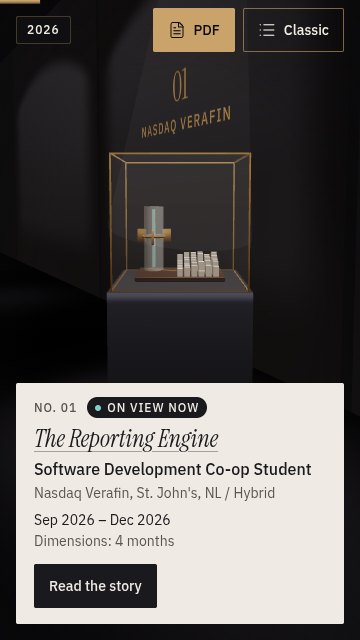 2026
PDF
Classic
01
NASDAQ VERAFIN
NO. 01
ON VIEW NOW
The Reporting Engine
Software Development Co-op Student
Nasdaq Verafin, St. John's, NL / Hybrid
Sep 2026 – Dec 2026
Dimensions: 4 months
Read the story